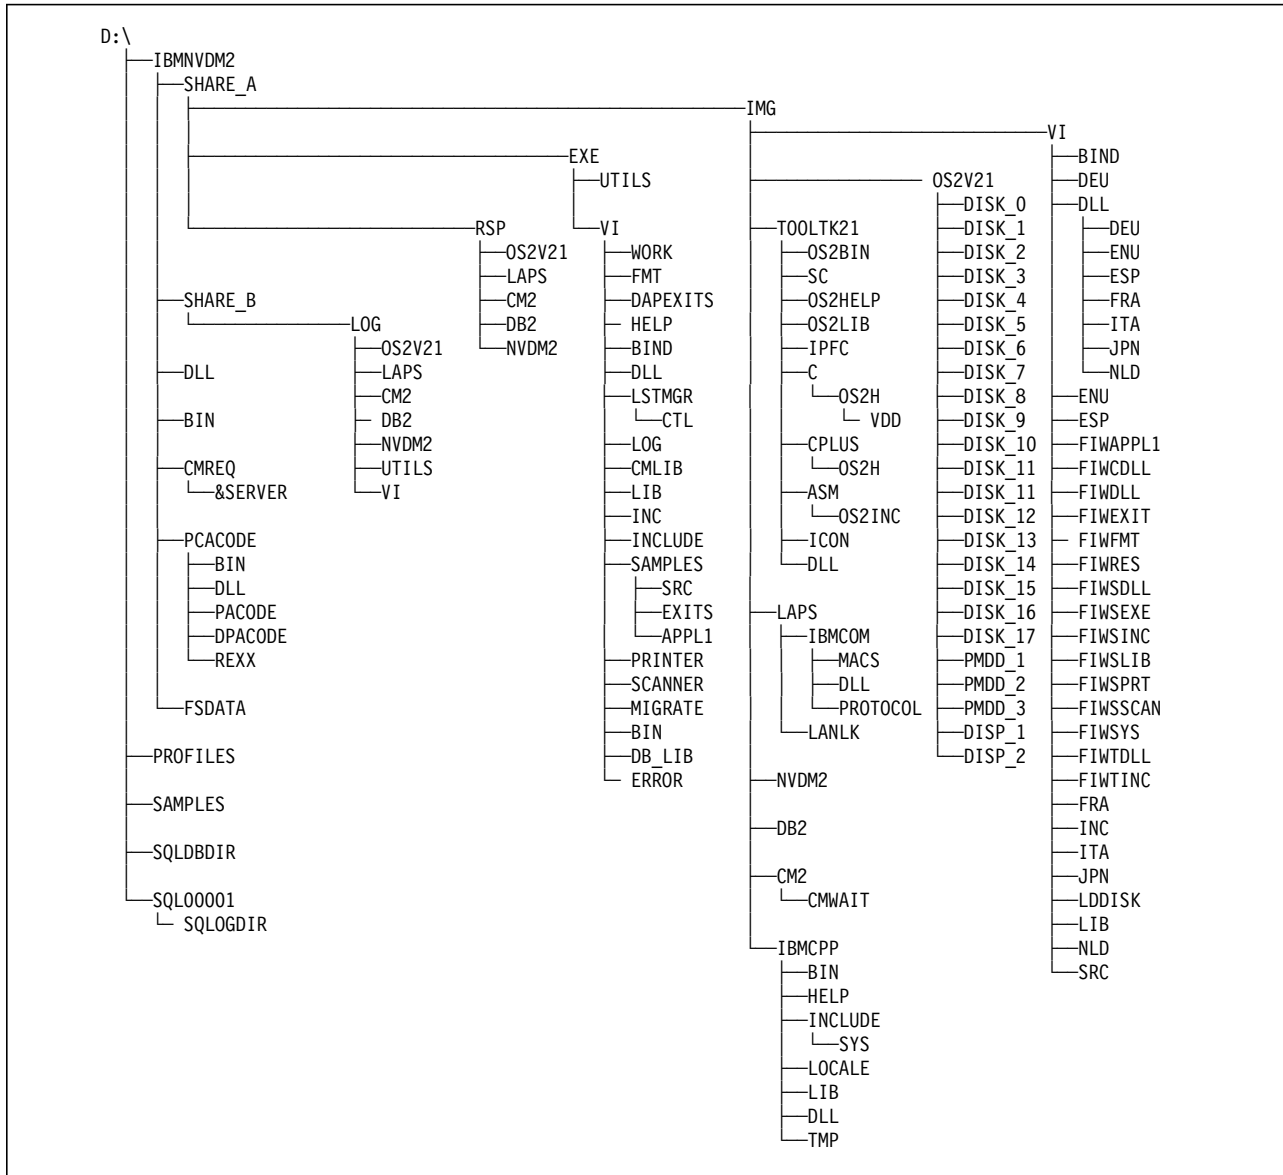 D:\
IBMNVDM2
SHARE_A
IMG
VI
EXE BIND
UTILS OS2V21 DEU
DISK_0 DLL
RSP VI TOOLTK21 DISK_1 DEU
OS2V21 WORK OS2BIN DISK_2 ENU
LAPS FMT SC DISK_3 ESP
SHARE_B CM2 DAPEXITS OS2HELP DISK_4 FRA
LOG DB2 HELP OS2LIB DISK_5 ITA
OS2V21 NVDM2 BIND IPFC DISK_6 JPN
DLL LAPS DLL C DISK_7 NLD
CM2 LSTMGR OS2H DISK_8 ENU
BIN DB2 CTL VDD DISK_9 ESP
NVDM2 LOG CPLUS DISK_10 FIWAPPL1
CMREQ UTILS CMLIB OS2H DISK_11 FIWCDLL
&SERVER VI LIB ASM DISK_11 FIWDLL
INC OS2INC DISK_12 FIWEXIT
PCACODE INCLUDE ICON DISK_13 FIWFMT
BIN SAMPLES DLL DISK_14 FIWRES
DLL SRC DISK_15 FIWSDLL
PACODE EXITS LAPS DISK_16 FIWSEXE
DPACODE APPL1 IBMCOM DISK_17 FIWSINC
REXX PRINTER MACS PMDD_1 FIWSLIB
SCANNER DLL PMDD_2 FIWSPRT
FSDATA MIGRATE PROTOCOL PMDD_3 FIWSSCAN
BIN LANLK DISP_1 FIWSYS
PROFILES DB_LIB DISP_2 FIWTDLL
ERROR NVDM2 FIWTINC
SAMPLES FRA
DB2 INC
SQLDBDIR ITA
CM2 JPN
SQL00001 CMWAIT LDDISK
SQLOGDIR LIB
IBMCPP NLD
BIN SRC
HELP
INCLUDE
SYS
LOCALE
LIB
DLL
TMP